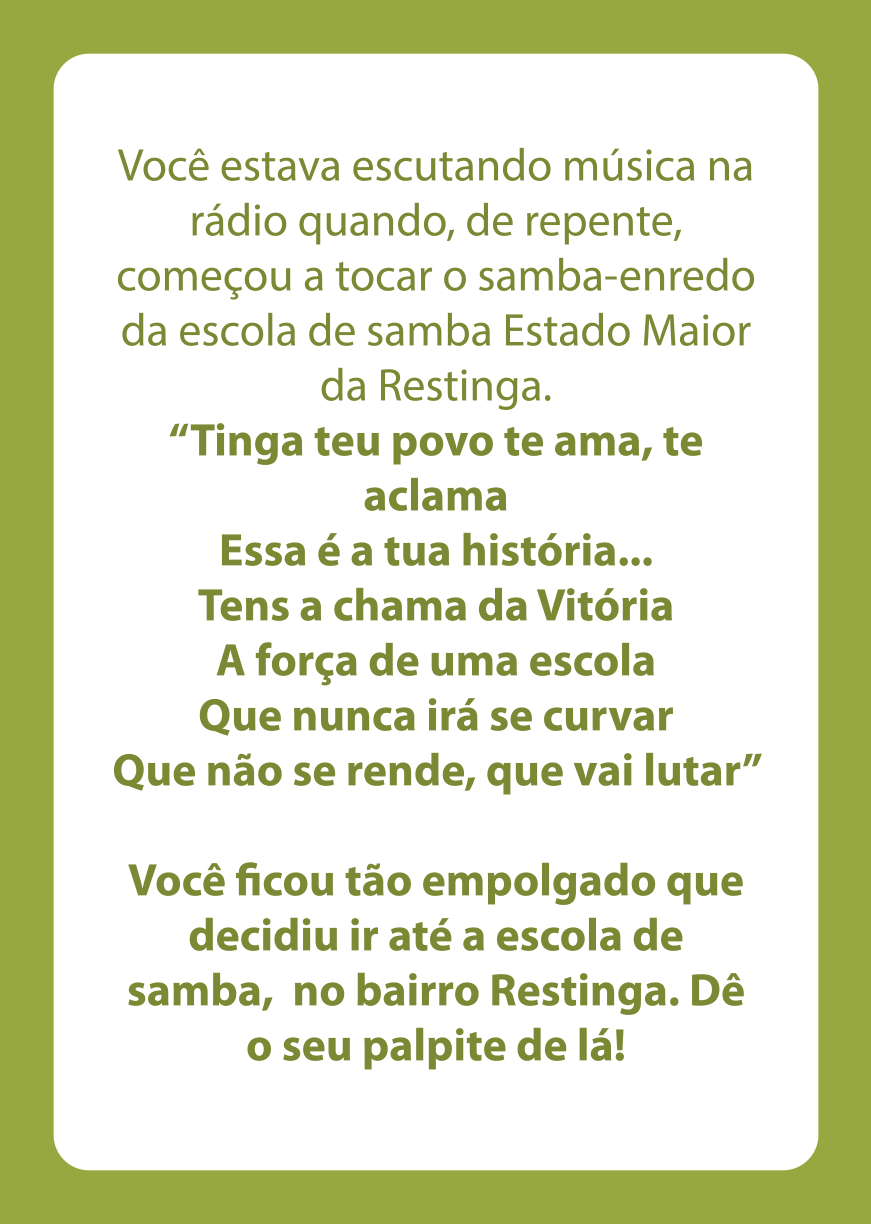 Você estava escutando música na
rádio quando, de repente,
começou a tocar o samba-enredo
da escola de samba Estado Maior
da Restinga.
“Tinga teu povo te ama, te
aclama
Essa é a tua história...
Tens a chama da Vitória
A força de uma escola
Que nunca irá se curvar
Que não se rende, que vai lutar”
Você ficou tão empolgado que
decidiu ir até a escola de
samba,  no bairro Restinga. Dê
o seu palpite de lá!